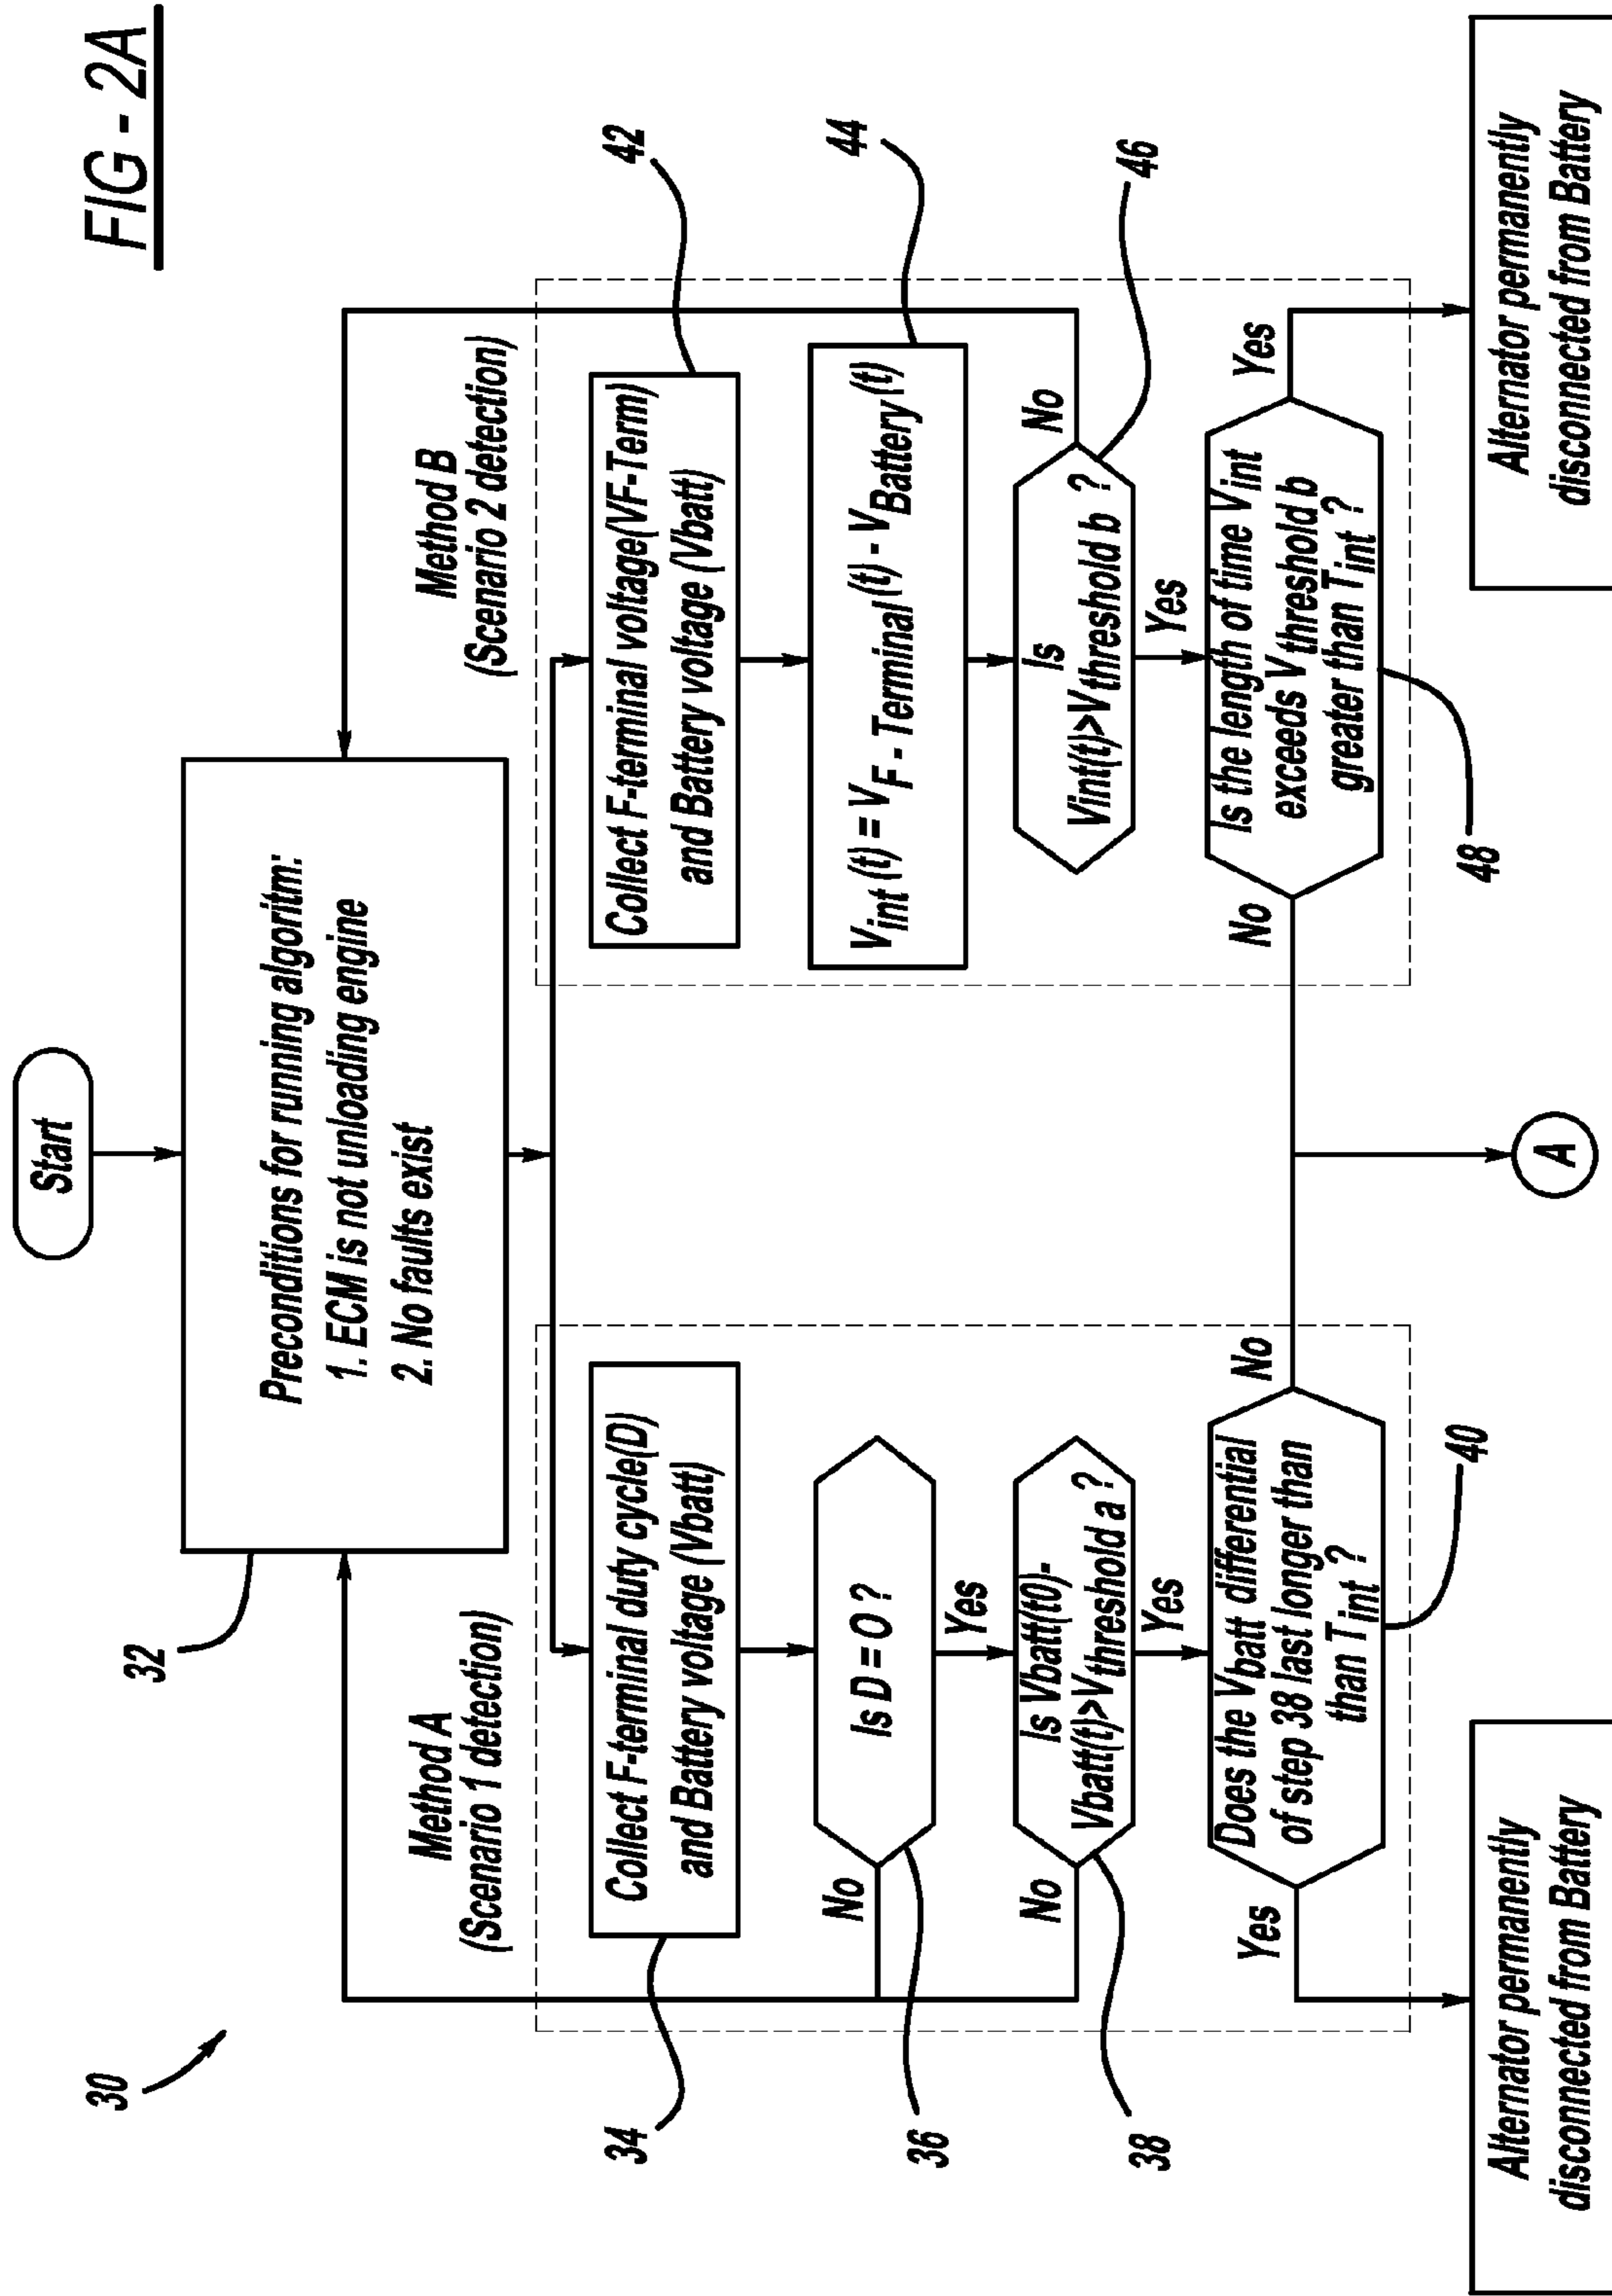 FIG - 2A
30
Start
Preconditions for running algoritm:
1. ECM is not unloading engine
2. No faults exist
32
Method A
(Scenario 1 detection)
Collect F-terminal duty cycle(D)
and Battery voltage (Vbatt)
34
Is D = O ?
36
No
Yes
Is Vbatt(t0)-
Vbatt(t)>Vthreshold a ?
38
No
Yes
Does the Vbatt differential
of step 38 last longer than
than Tint ?
40
Yes
No
Alternator permanently
disconnected from Battery
Method B
(Scenario 2 detection)
Collect F-terminal voltage(VF-Term)
and Battery voltage (Vbatt)
42
Vint (t) = VF - Terminal(t) - VBattery(t)
44
Is
Vint(t)>Vthreshold b ?
46
No
Yes
Is the length of time Vint
exceeds Vthreshold b
greater than Tint ?
48
No
Yes
Alternator permanently
disconnected from Battery
A